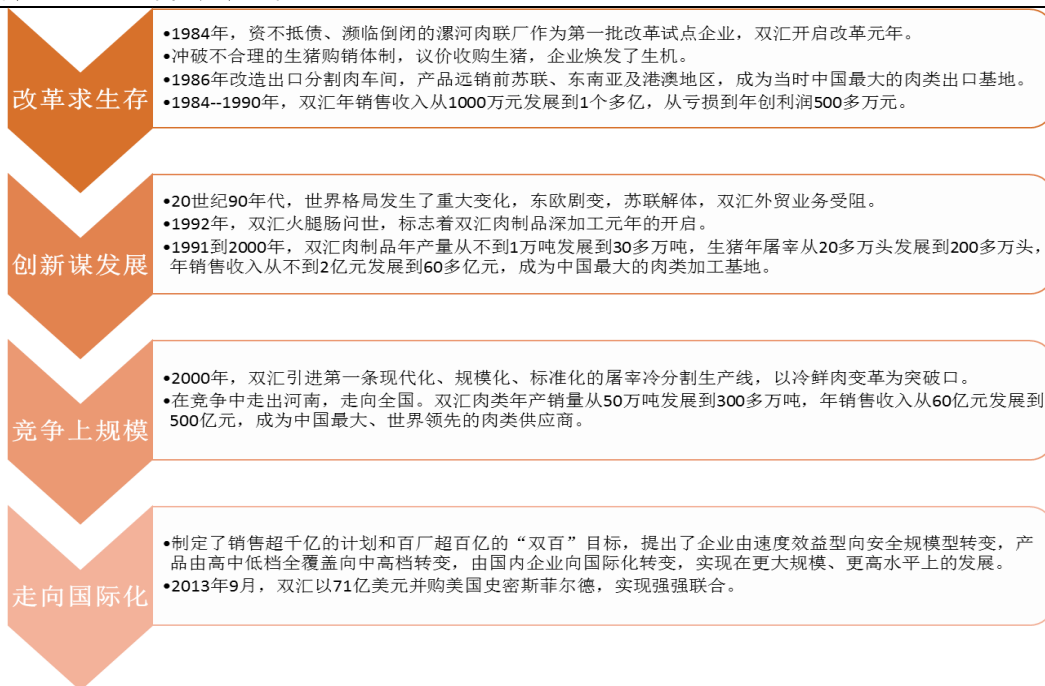 改革求生存
•1984年，资不抵债、濒临倒闭的漯河肉联厂作为第一批改革试点企业，双汇开启改革元年。
•冲破不合理的生猪购销体制，议价收购生猪，企业焕发了生机。
•1986年改造出口分割肉车间，产品远销前苏联、东南亚及港澳地区，成为当时中国最大的肉类出口基地。
•1984--1990年，双汇年销售收入从1000万元发展到1个多亿，从亏损到年创利润500多万元。
创新谋发展
•20世纪90年代，世界格局发生了重大变化，东欧剧变，苏联解体，双汇外贸业务受阻。
•1992年，双汇火腿肠问世，标志着双汇肉制品深加工元年的开启。
•1991到2000年，双汇肉制品年产量从不到1万吨发展到30多万吨，生猪年屠宰从20多万头发展到200多万头，
年销售收入从不到2亿元发展到60多亿元，成为中国最大的肉类加工基地。
竞争上规模
•2000年，双汇引进第一条现代化、规模化、标准化的屠宰冷分割生产线，以冷鲜肉变革为突破口。
•在竞争中走出河南，走向全国。双汇肉类年产销量从50万吨发展到300多万吨，年销售收入从60亿元发展到
500亿元，成为中国最大、世界领先的肉类供应商。
走向国际化
•制定了销售超千亿的计划和百厂超百亿的“双百”目标，提出了企业由速度效益型向安全规模型转变，产
品由高中低档全覆盖向中高档转变，由国内企业向国际化转变，实现在更大规模、更高水平上的发展。
•2013年9月，双汇以71亿美元并购美国史密斯菲尔德，实现强强联合。